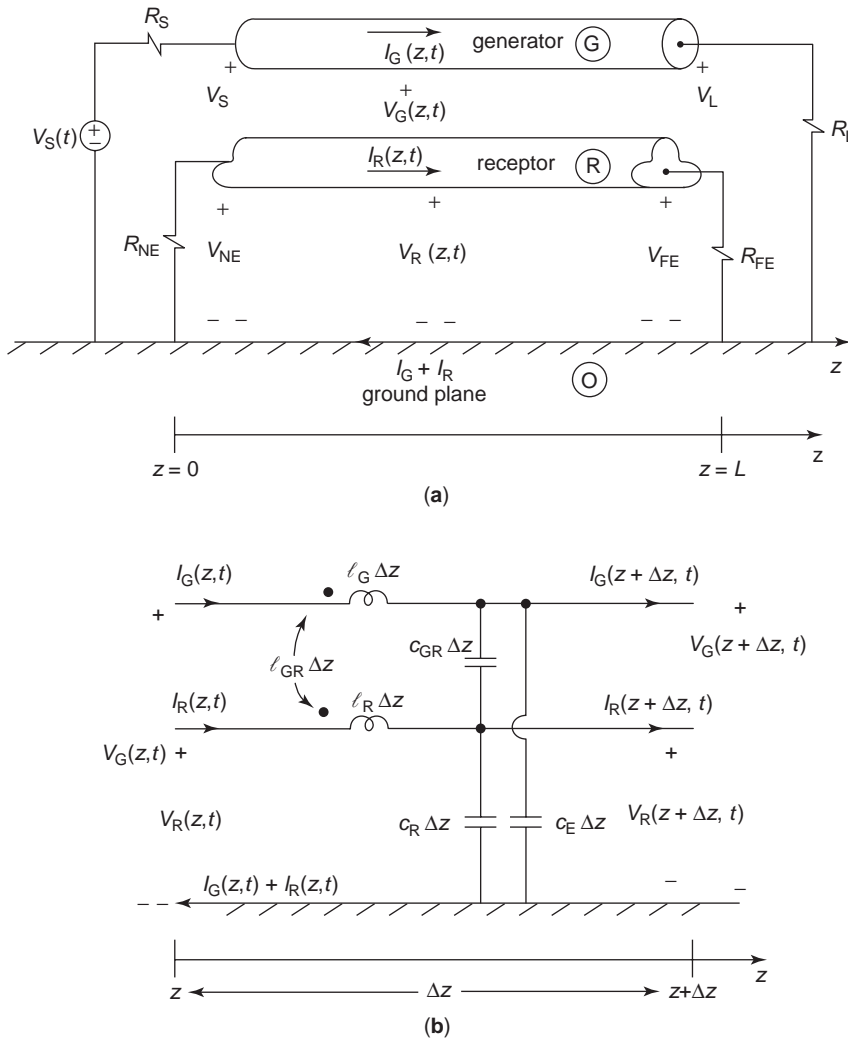 R_S
I_G (z,t)
generator
G
V_S
+
+
+
V_L
V_G(z,t)
V_S(t)
+
−
R_
I_R(z,t)
receptor
R
+
+
+
R_NE
V_NE
V_R (z,t)
V_FE
R_FE
− −
− −
− −
z
I_G + I_R
O
ground plane
z = 0
z = L
z
(a)
I_G(z,t)
ℓ_G Δz
I_G(z + Δz, t)
+
+
ℓ_GR Δz
c_GR Δz
V_G(z + Δz, t)
I_R(z,t)
ℓ_R Δz
I_R(z + Δz, t)
V_G(z,t) +
+
V_R(z,t)
c_R Δz
c_E Δz
V_R(z + Δz, t)
I_G(z,t) + I_R(z,t)
− −
−
−
z
z
Δz
z+Δz
(b)